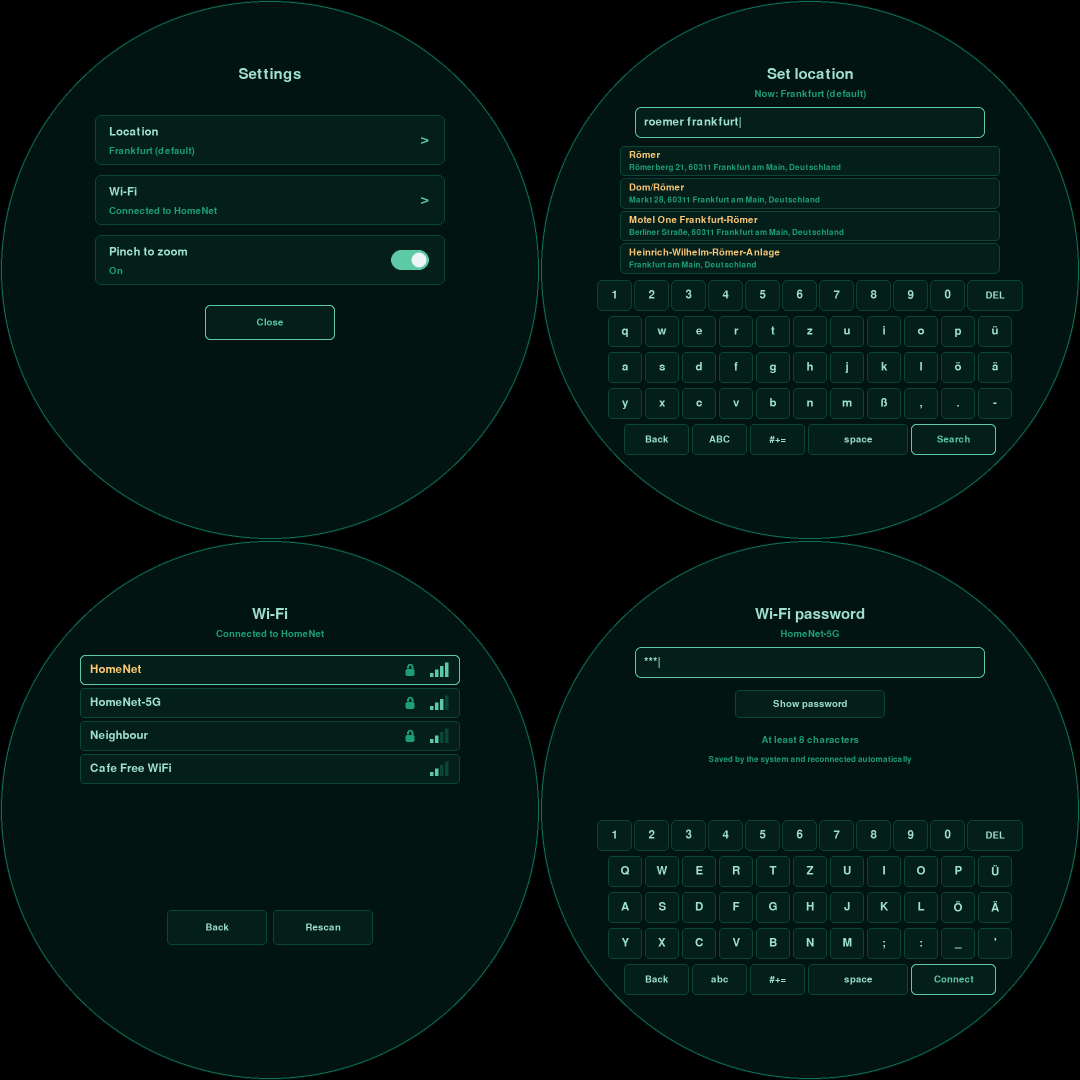 Settings
Location
Frankfurt (default)
>
Wi-Fi
Connected to HomeNet
>
Pinch to zoom
On
Close
Set location
Now: Frankfurt (default)
roemer frankfurt|
Römer
Römerberg 21, 60311 Frankfurt am Main, Deutschland
Dom/Römer
Markt 28, 60311 Frankfurt am Main, Deutschland
Motel One Frankfurt-Römer
Berliner Straße, 60311 Frankfurt am Main, Deutschland
Heinrich-Wilhelm-Römer-Anlage
Frankfurt am Main, Deutschland
1 2 3 4 5 6 7 8 9 0 DEL
q w e r t z u i o p ü
a s d f g h j k l ö ä
y x c v b n m ß , . -
Back ABC #+= space Search
Wi-Fi
Connected to HomeNet
HomeNet
HomeNet-5G
Neighbour
Cafe Free WiFi
Back Rescan
Wi-Fi password
HomeNet-5G
***|
Show password
At least 8 characters
Saved by the system and reconnected automatically
1 2 3 4 5 6 7 8 9 0 DEL
Q W E R T Z U I O P Ü
A S D F G H J K L Ö Ä
Y X C V B N M ; : _ '
Back abc #+= space Connect